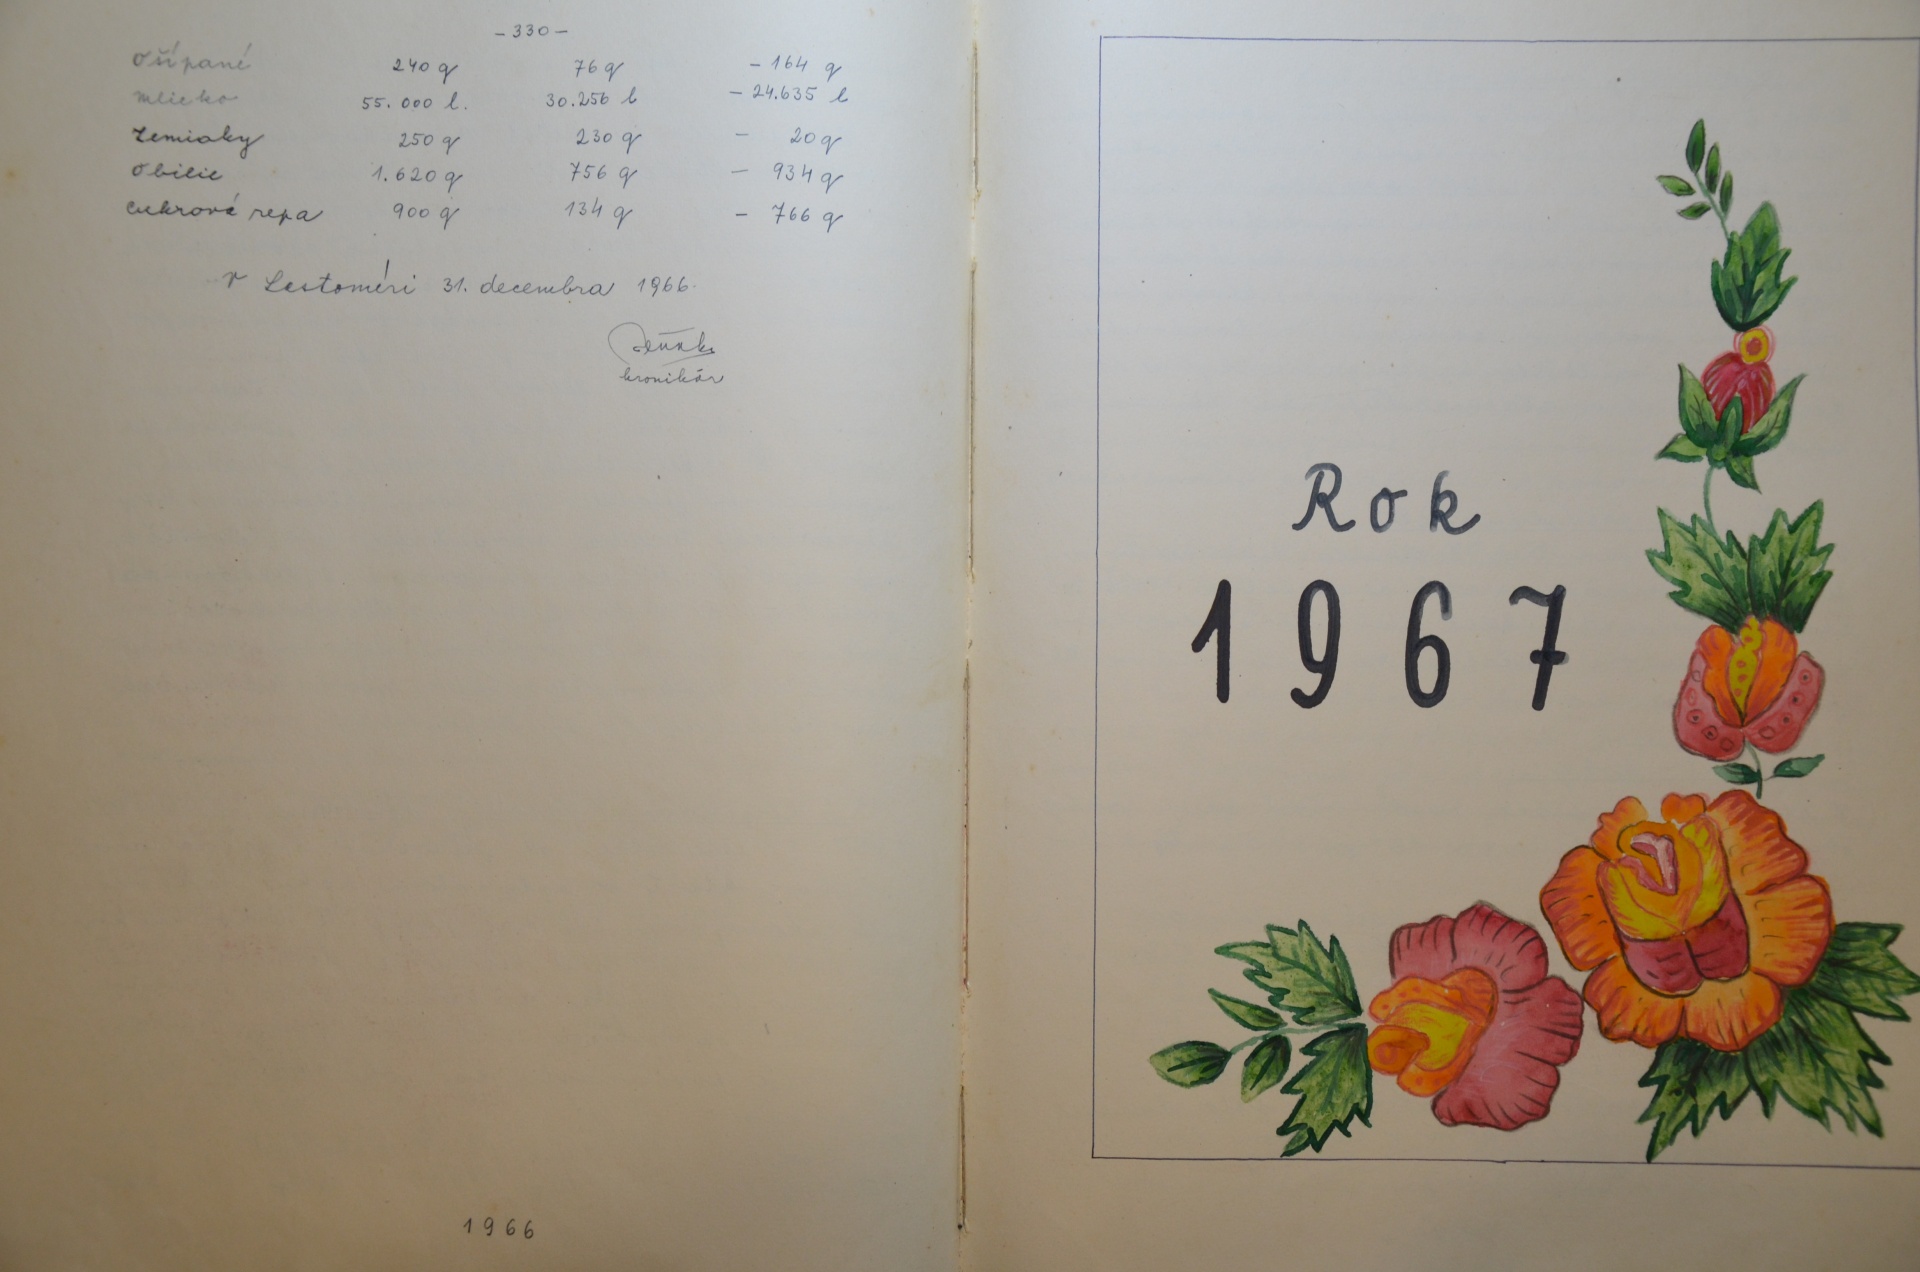 - 330 -
Ošípané 240 q 76 q - 164 q
mlieko 55.000 l. 30.256 l - 24.635 l
Zemiaky 250 q 230 q - 20 q
Obilie 1.620 q 756 q - 934 q
cukrová repa 900 q 134 q - 766 q
V Lestoméri 31. decembra 1966.
kronikár
1966
Rok
1967